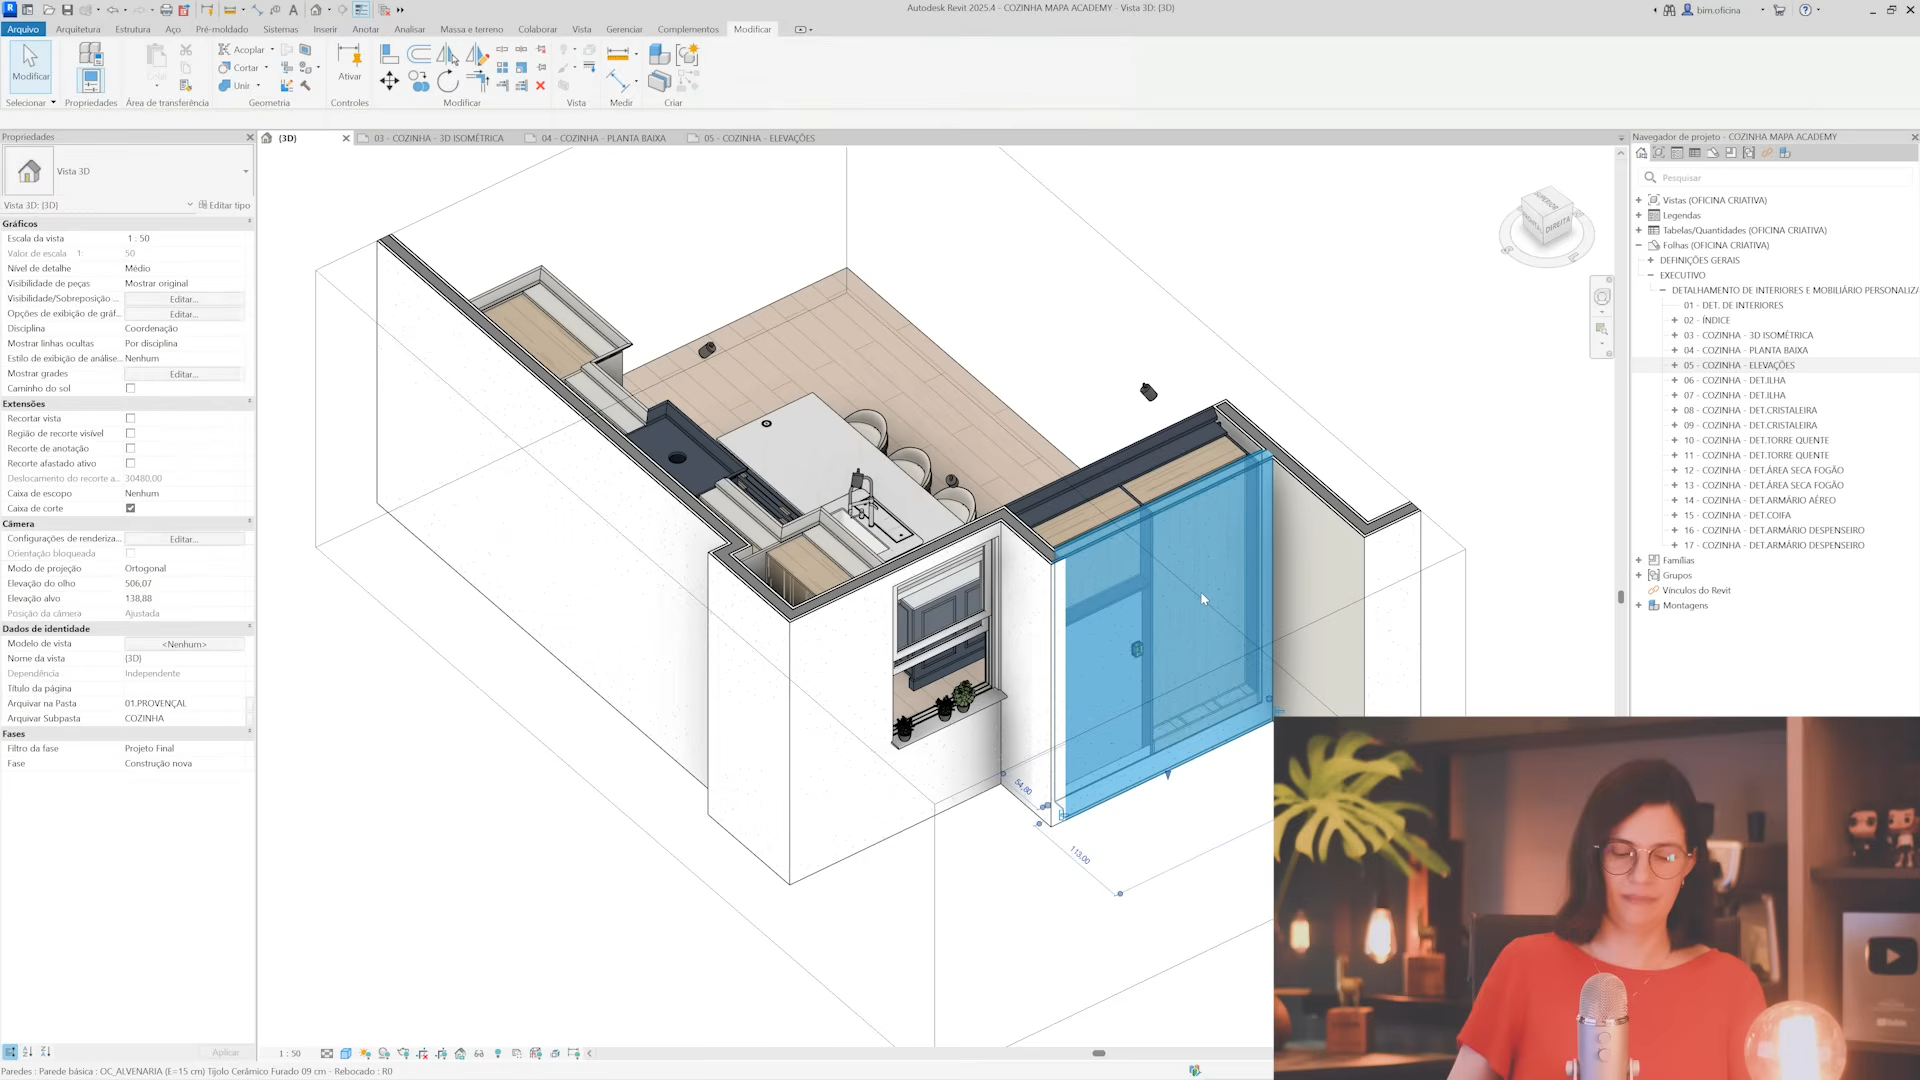 Autodesk Revit 2025.4 - COZINHA MAPA ACADEMY - Vista 3D: {3D}
bim.oficina
Arquivo
Arquitetura
Estrutura
Aço
Pré-moldado
Sistemas
Inserir
Anotar
Analisar
Massa e terreno
Colaborar
Vista
Gerenciar
Complementos
Modificar
Modificar
Acoplar
Cortar
Unir
Ativar
Selecionar
Propriedades
Área de transferência
Geometria
Controles
Modificar
Vista
Medir
Criar
Propriedades
{3D}
03 - COZINHA - 3D ISOMÉTRICA
04 - COZINHA - PLANTA BAIXA
05 - COZINHA - ELEVAÇÕES
Navegador de projeto - COZINHA MAPA ACADEMY
Vista 3D
Vista 3D: {3D}
Editar tipo
Gráficos
Escala da vista 1 : 50
Valor de escala 1: 50
Nível de detalhe Médio
Visibilidade de peças Mostrar original
Visibilidade/Sobreposição ... Editar...
Opções de exibição de gráf... Editar...
Disciplina Coordenação
Mostrar linhas ocultas Por disciplina
Estilo de exibição de análise... Nenhum
Mostrar grades Editar...
Caminho do sol
Extensões
Recortar vista
Região de recorte visível
Recorte de anotação
Recorte afastado ativo
Deslocamento do recorte a... 30480,00
Caixa de escopo Nenhum
Caixa de corte
Câmera
Configurações de renderiza... Editar...
Orientação bloqueada
Modo de projeção Ortogonal
Elevação do olho 506,07
Elevação alvo 138,88
Posição da câmera Ajustada
Dados de identidade
Modelo de vista <Nenhum>
Nome da vista {3D}
Dependência Independente
Título da página
Arquivar na Pasta 01.PROVENÇAL
Arquivar Subpasta COZINHA
Fases
Filtro da fase Projeto Final
Fase Construção nova
Aplicar
SUPERIOR
DIREITA
54,80
113,00
Pesquisar
Vistas (OFICINA CRIATIVA)
Legendas
Tabelas/Quantidades (OFICINA CRIATIVA)
Folhas (OFICINA CRIATIVA)
DEFINIÇÕES GERAIS
EXECUTIVO
DETALHAMENTO DE INTERIORES E MOBILIÁRIO PERSONALIZA
01 - DET. DE INTERIORES
02 - ÍNDICE
03 - COZINHA - 3D ISOMÉTRICA
04 - COZINHA - PLANTA BAIXA
05 - COZINHA - ELEVAÇÕES
06 - COZINHA - DET.ILHA
07 - COZINHA - DET.ILHA
08 - COZINHA - DET.CRISTALEIRA
09 - COZINHA - DET.CRISTALEIRA
10 - COZINHA - DET.TORRE QUENTE
11 - COZINHA - DET.TORRE QUENTE
12 - COZINHA - DET.ÁREA SECA FOGÃO
13 - COZINHA - DET.ÁREA SECA FOGÃO
14 - COZINHA - DET.ARMÁRIO AÉREO
15 - COZINHA - DET.COIFA
16 - COZINHA - DET.ARMÁRIO DESPENSEIRO
17 - COZINHA - DET.ARMÁRIO DESPENSEIRO
Famílias
Grupos
Vínculos do Revit
Montagens
1 : 50
Paredes : Parede básica : OC_ALVENARIA (E=15 cm) Tijolo Cerâmico Furado 09 cm - Rebocado : R0